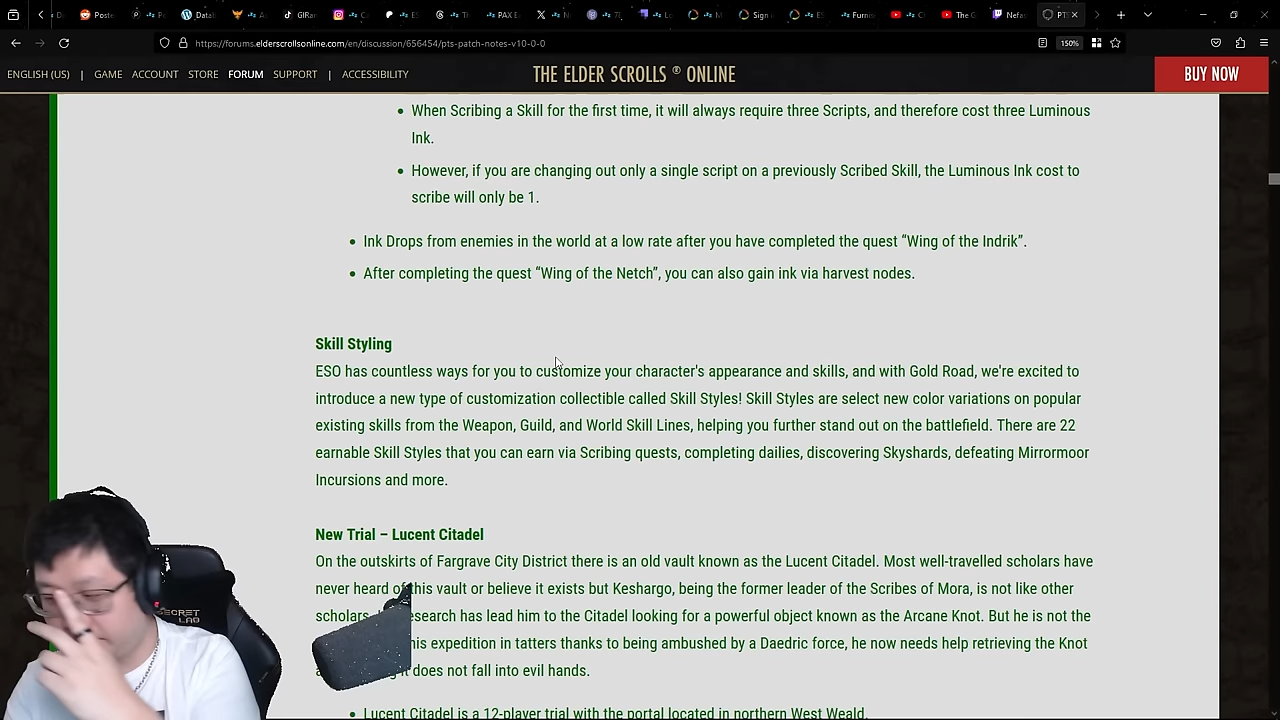 Poste
Pe
Datab
GIRan
PAX Ea
Sign i
Furnis
The G
Nefas
PTS
https://forums.elderscrollsonline.com/en/discussion/656454/pts-patch-notes-v10-0-0
150%
ENGLISH (US) | GAME ACCOUNT STORE FORUM SUPPORT | ACCESSIBILITY
THE ELDER SCROLLS ® ONLINE
BUY NOW
• When Scribing a Skill for the first time, it will always require three Scripts, and therefore cost three Luminous
Ink.
• However, if you are changing out only a single script on a previously Scribed Skill, the Luminous Ink cost to
scribe will only be 1.
• Ink Drops from enemies in the world at a low rate after you have completed the quest “Wing of the Indrik”.
• After completing the quest “Wing of the Netch”, you can also gain ink via harvest nodes.
Skill Styling
ESO has countless ways for you to customize your character's appearance and skills, and with Gold Road, we're excited to
introduce a new type of customization collectible called Skill Styles! Skill Styles are select new color variations on popular
existing skills from the Weapon, Guild, and World Skill Lines, helping you further stand out on the battlefield. There are 22
earnable Skill Styles that you can earn via Scribing quests, completing dailies, discovering Skyshards, defeating Mirrormoor
Incursions and more.
New Trial – Lucent Citadel
On the outskirts of Fargrave City District there is an old vault known as the Lucent Citadel. Most well-travelled scholars have
never heard of this vault or believe it exists but Keshargo, being the former leader of the Scribes of Mora, is not like other
scholars. esearch has lead him to the Citadel looking for a powerful object known as the Arcane Knot. But he is not the
his expedition in tatters thanks to being ambushed by a Daedric force, he now needs help retrieving the Knot
it does not fall into evil hands.
• Lucent Citadel is a 12-player trial with the portal located in northern West Weald.
SECRET
LAB